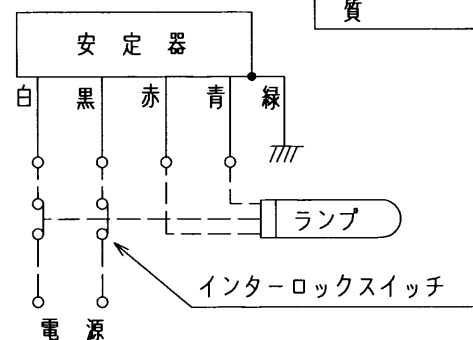 質
安定器
白 黒 赤 青 緑
ランプ
インターロックスイッチ
電源